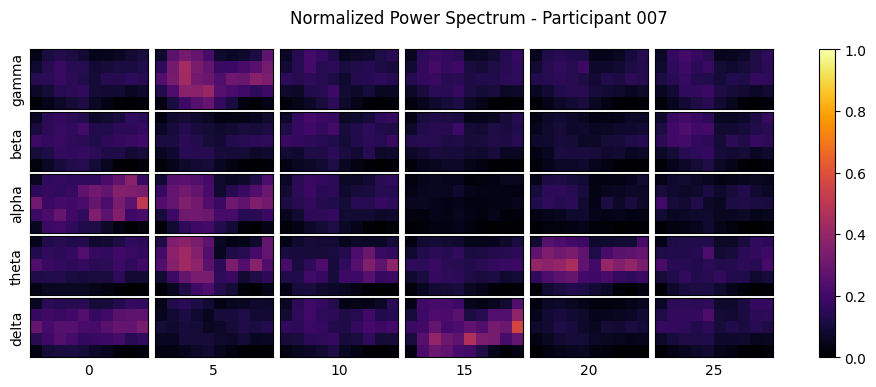 Normalized Power Spectrum - Participant 007
gamma
beta
alpha
theta
delta
0 5 10 15 20 25
1.0
0.8
0.6
0.4
0.2
0.0